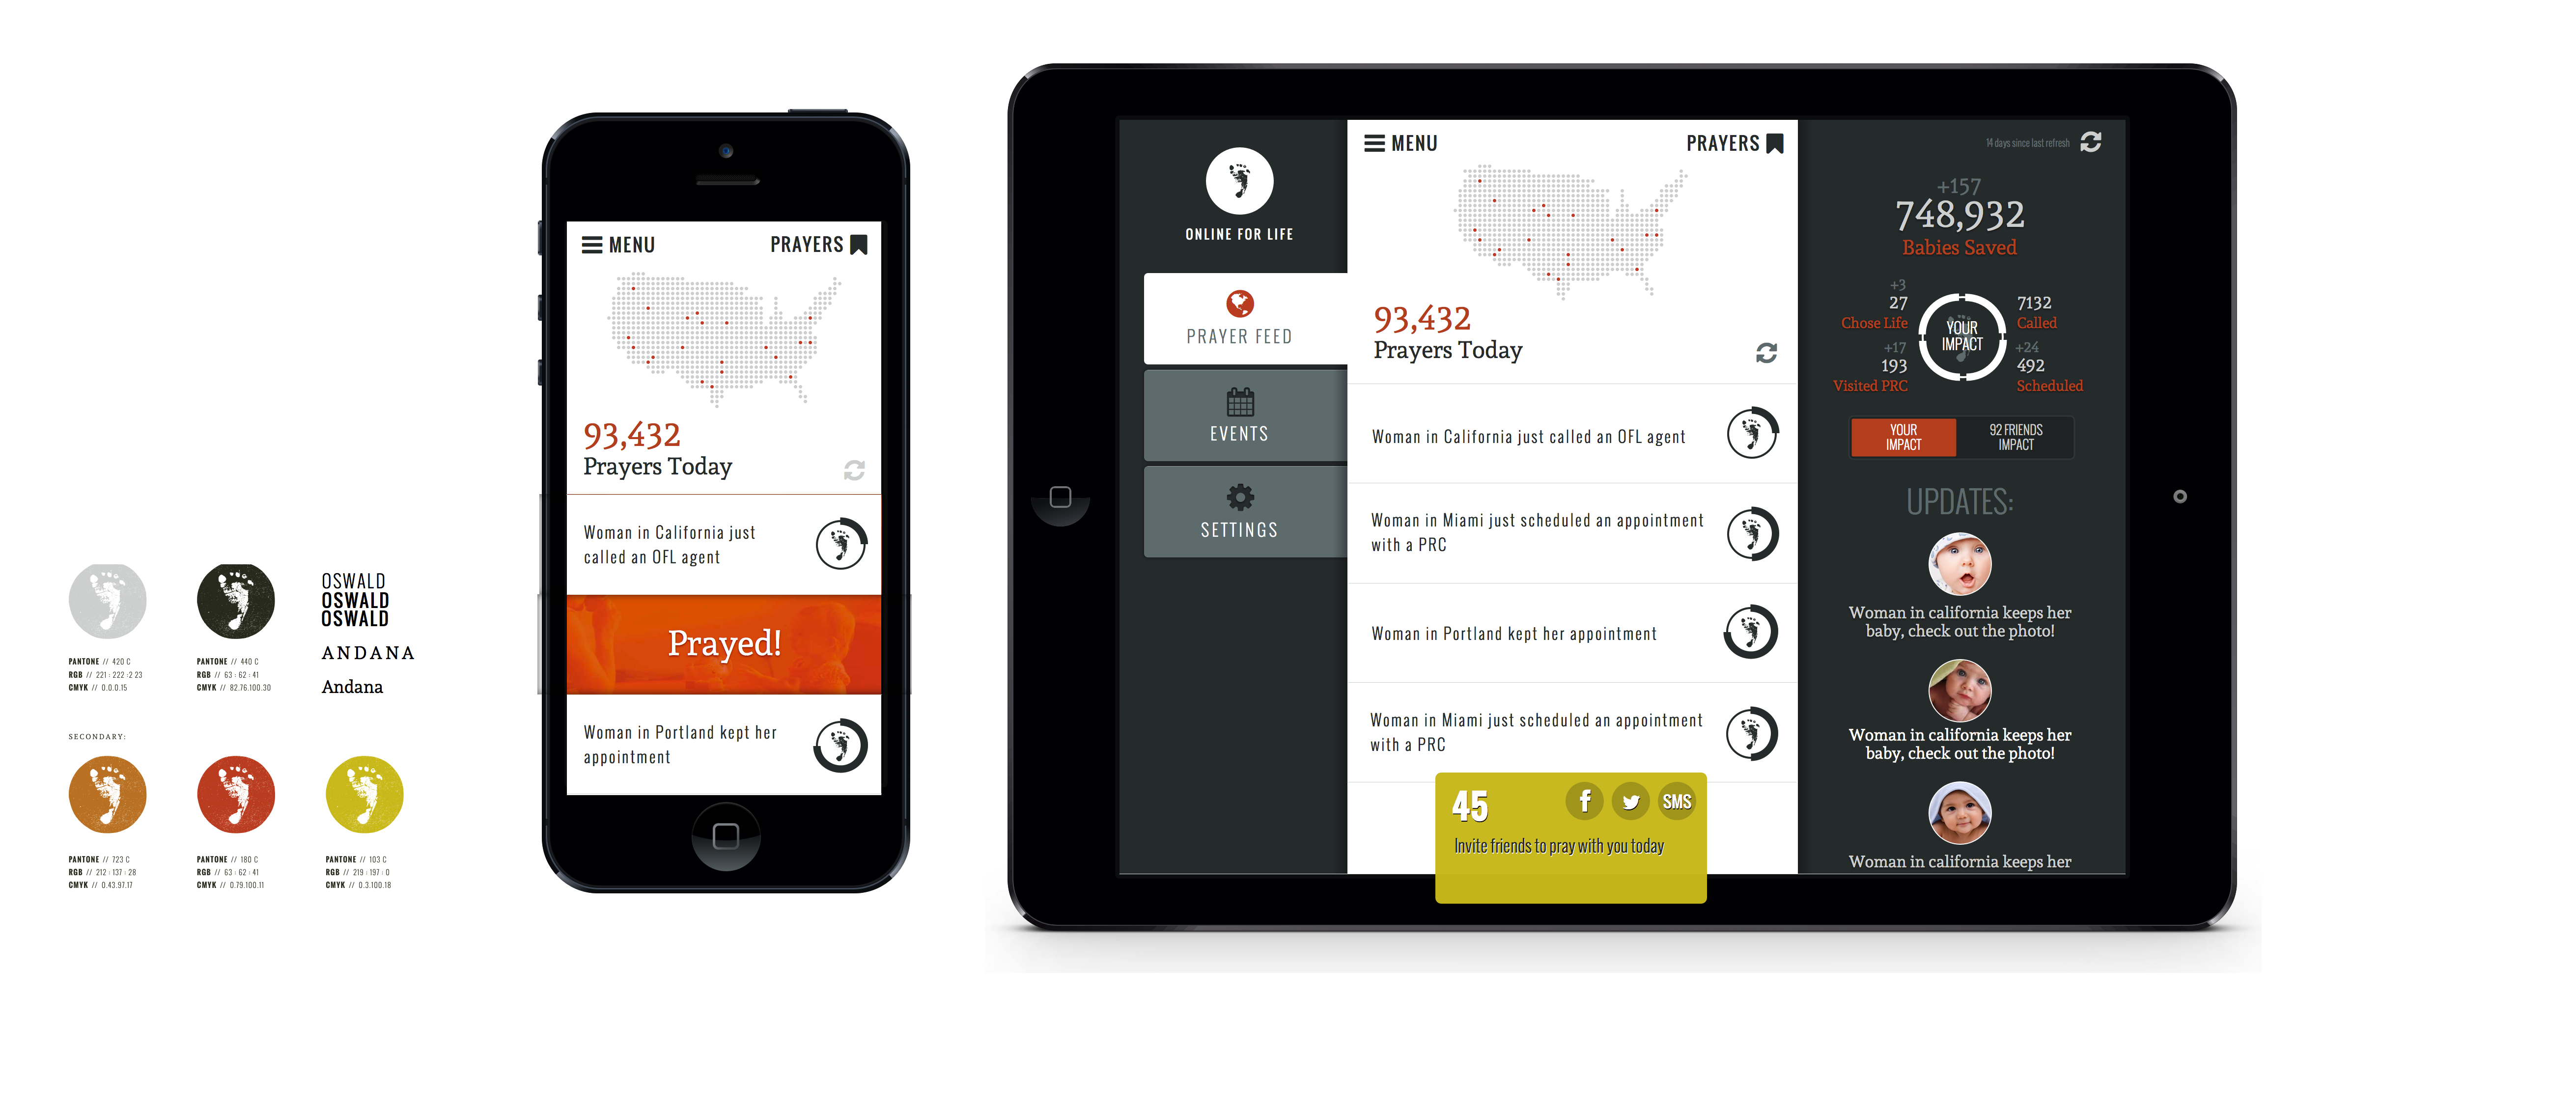 OSWALD
OSWALD
OSWALD
ANDANA
Andana
PANTONE // 420 C
RGB // 221 : 222 :2 23
CMYK // 0.0.0.15
PANTONE // 440 C
RGB // 63 : 62 : 41
CMYK // 82.76.100.30
SECONDARY:
PANTONE // 723 C
RGB // 212 : 137 : 28
CMYK // 0.43.97.17
PANTONE // 180 C
RGB // 63 : 62 : 41
CMYK // 0.79.100.11
PANTONE // 103 C
RGB // 219 : 197 : 0
CMYK // 0.3.100.18
MENU
PRAYERS
93,432
Prayers Today
Woman in California just
called an OFL agent
Prayed!
Woman in Portland kept her
appointment
ONLINE FOR LIFE
PRAYER FEED
EVENTS
SETTINGS
MENU
PRAYERS
93,432
Prayers Today
Woman in California just called an OFL agent
Woman in Miami just scheduled an appointment
with a PRC
Woman in Portland kept her appointment
Woman in Miami just scheduled an appointment
with a PRC
45
f
SMS
Invite friends to pray with you today
14 days since last refresh
+157
748,932
Babies Saved
+3
27
Chose Life
+17
193
Visited PRC
YOUR
IMPACT
7132
Called
+24
492
Scheduled
YOUR
IMPACT
92 FRIENDS
IMPACT
UPDATES:
Woman in california keeps her
baby, check out the photo!
Woman in california keeps her
baby, check out the photo!
Woman in california keeps her